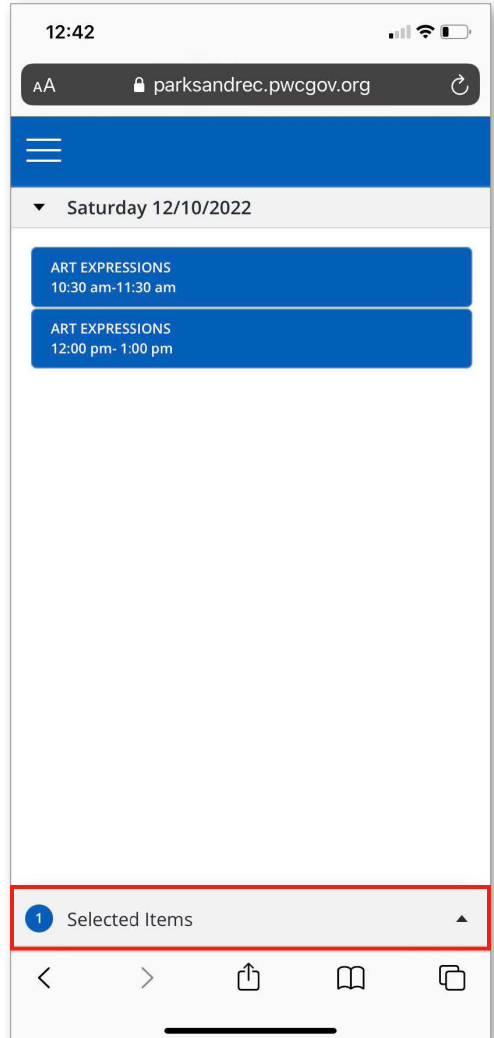 12:42
AA parksandrec.pwcgov.org
Saturday 12/10/2022
ART EXPRESSIONS
10:30 am-11:30 am
ART EXPRESSIONS
12:00 pm- 1:00 pm
1 Selected Items